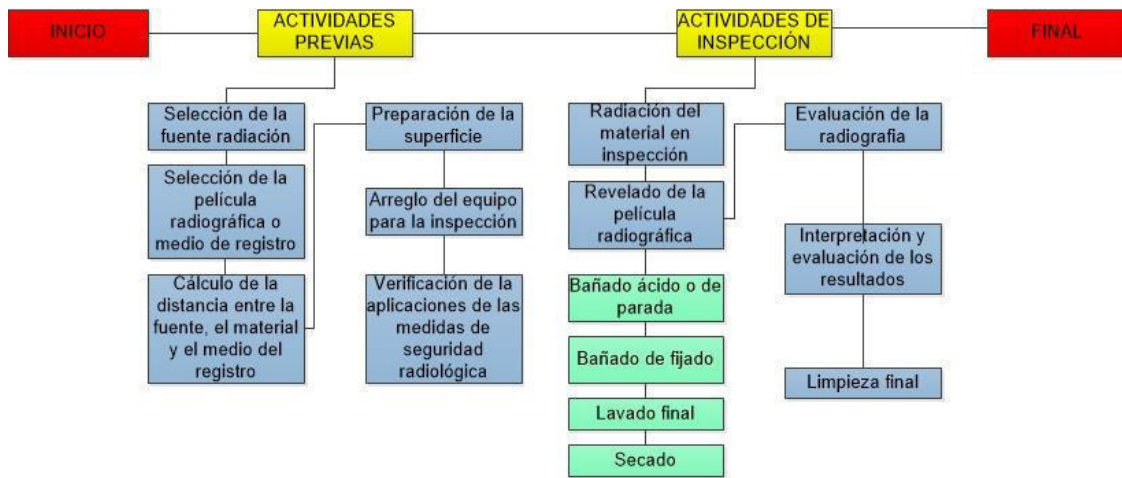 INICIO
ACTIVIDADES
PREVIAS
ACTIVIDADES DE
INSPECCIÓN
FINAL
Selección de la
fuente radiación
Selección de la
película
radiográfica o
medio de registro
Cálculo de la
distancia entre la
fuente, el material
y el medio del
registro
Preparación de la
superficie
Arreglo del equipo
para la inspección
Verificación de la
aplicaciones de las
medidas de
seguridad
radiológica
Radiación del
material en
inspección
Revelado de la
película
radiográfica
Bañado ácido o de
parada
Bañado de fijado
Lavado final
Secado
Evaluación de la
radiografia
Interpretación y
evaluación de los
resultados
Limpieza final